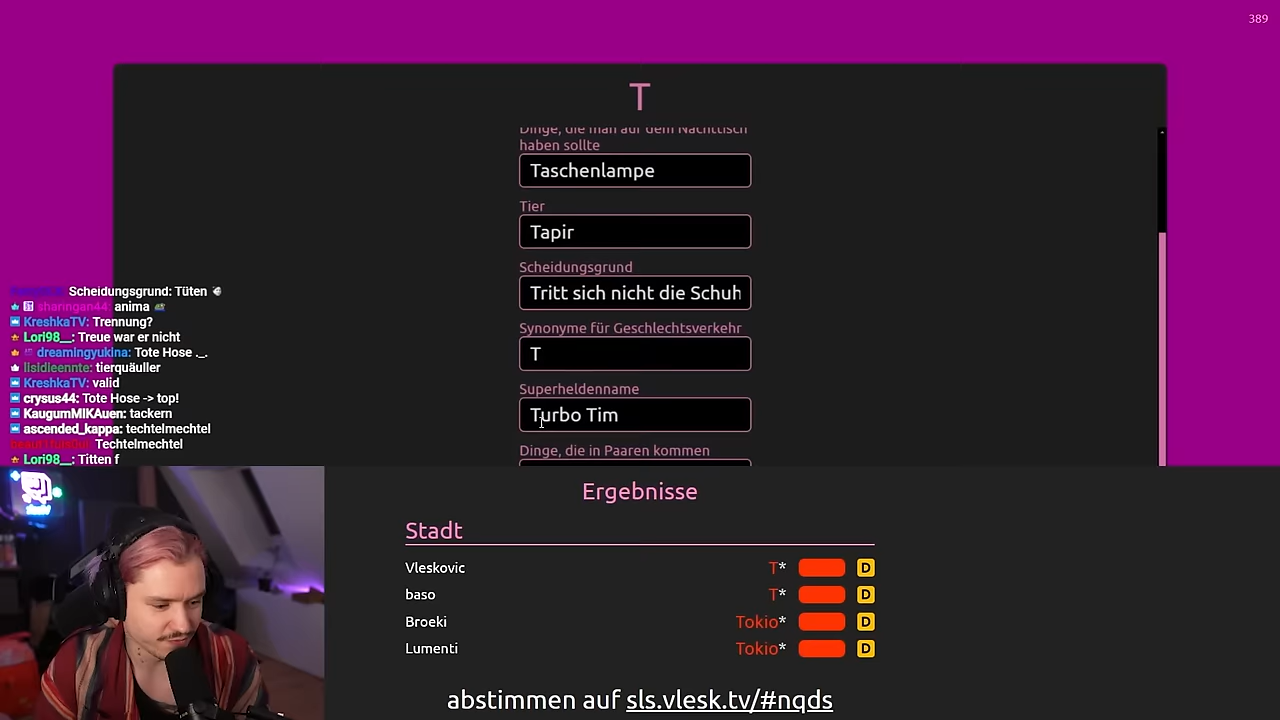 389
T
Dinge, die man auf dem Nachttisch
haben sollte
Taschenlampe
Tier
Tapir
Scheidungsgrund
Tritt sich nicht die Schuh
Synonyme für Geschlechtsverkehr
T
Superheldenname
Turbo Tim
Dinge, die in Paaren kommen
Scheidungsgrund: Tüten
sharingan44: anima
KreshkaTV: Trennung?
Lori98__: Treue war er nicht
dreamingyukina: Tote Hose ._.
lisidieennte: tierquäuller
KreshkaTV: valid
crysus44: Tote Hose -> top!
KaugumMIKAuen: tackern
ascended_kappa: techtelmechtel
Techtelmechtel
Lori98__: Titten f
Ergebnisse
Stadt
Vleskovic T* D
baso T* D
Broeki Tokio* D
Lumenti Tokio* D
abstimmen auf sls.vlesk.tv/#nqds